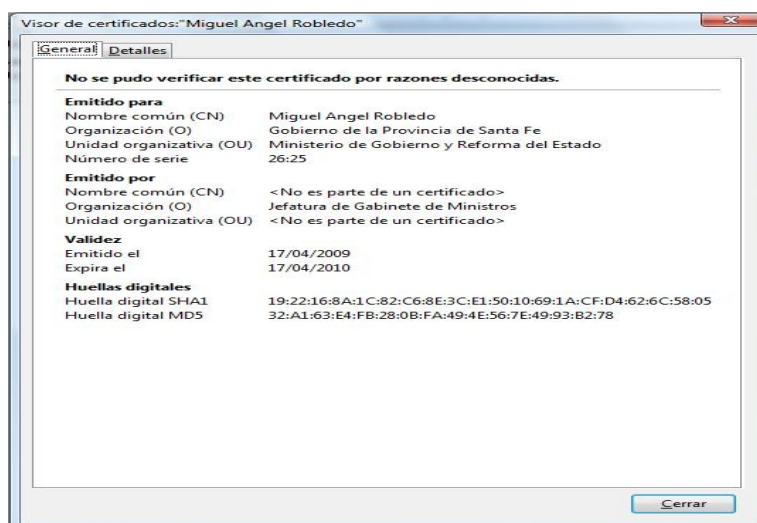 Visor de certificados:"Miguel Angel Robledo"
General Detalles
No se pudo verificar este certificado por razones desconocidas.
Emitido para
Nombre común (CN) Miguel Angel Robledo
Organización (O) Gobierno de la Provincia de Santa Fe
Unidad organizativa (OU) Ministerio de Gobierno y Reforma del Estado
Número de serie 26:25
Emitido por
Nombre común (CN) <No es parte de un certificado>
Organización (O) Jefatura de Gabinete de Ministros
Unidad organizativa (OU) <No es parte de un certificado>
Validez
Emitido el 17/04/2009
Expira el 17/04/2010
Huellas digitales
Huella digital SHA1 19:22:16:8A:1C:82:C6:8E:3C:E1:50:10:69:1A:CF:D4:62:6C:58:05
Huella digital MD5 32:A1:63:E4:FB:28:0B:FA:49:4E:56:7E:49:93:B2:78
Cerrar